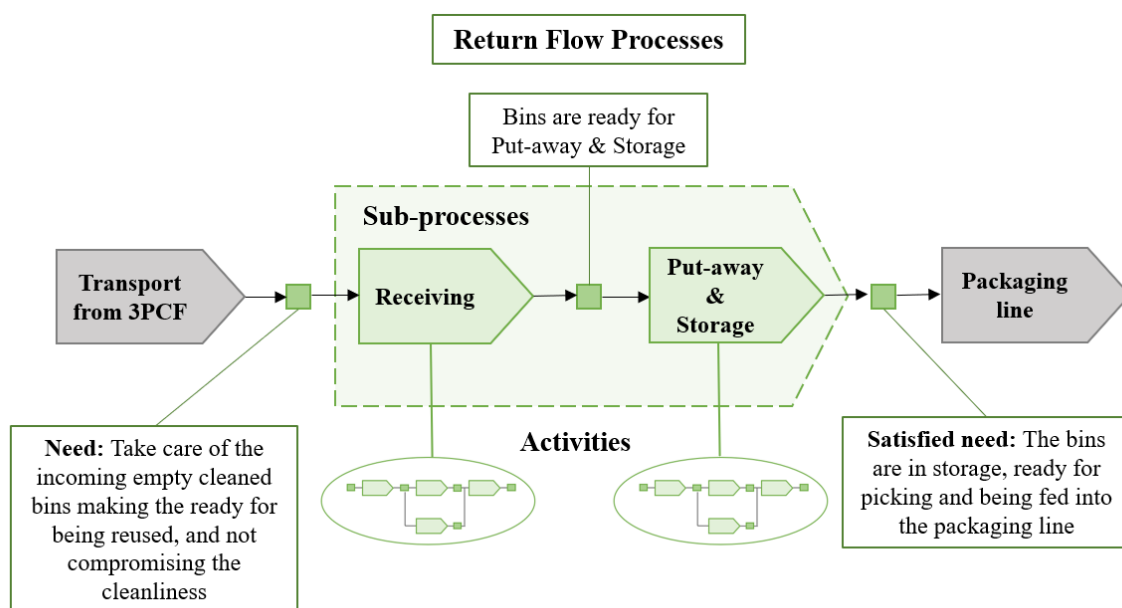 Return Flow Processes
Bins are ready for
Put-away & Storage
Sub-processes
Transport
from 3PCF
Receiving
Put-away
&
Storage
Packaging
line
Need: Take care of the
incoming empty cleaned
bins making the ready for
being reused, and not
compromising the
cleanliness
Activities
Satisfied need: The bins
are in storage, ready for
picking and being fed into
the packaging line